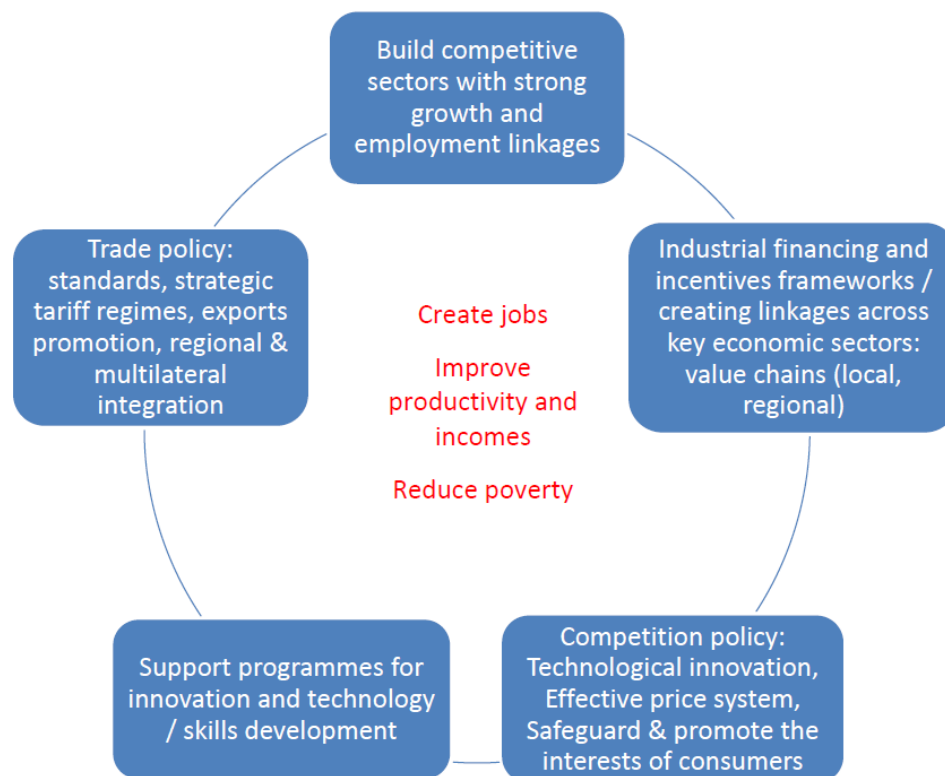 Build competitive
sectors with strong
growth and
employment linkages
Trade policy:
standards, strategic
tariff regimes, exports
promotion, regional &
multilateral
integration
Industrial financing and
incentives frameworks /
creating linkages across
key economic sectors:
value chains (local,
regional)
Create jobs
Improve
productivity and
incomes
Reduce poverty
Support programmes for
innovation and technology
/ skills development
Competition policy:
Technological innovation,
Effective price system,
Safeguard & promote the
interests of consumers